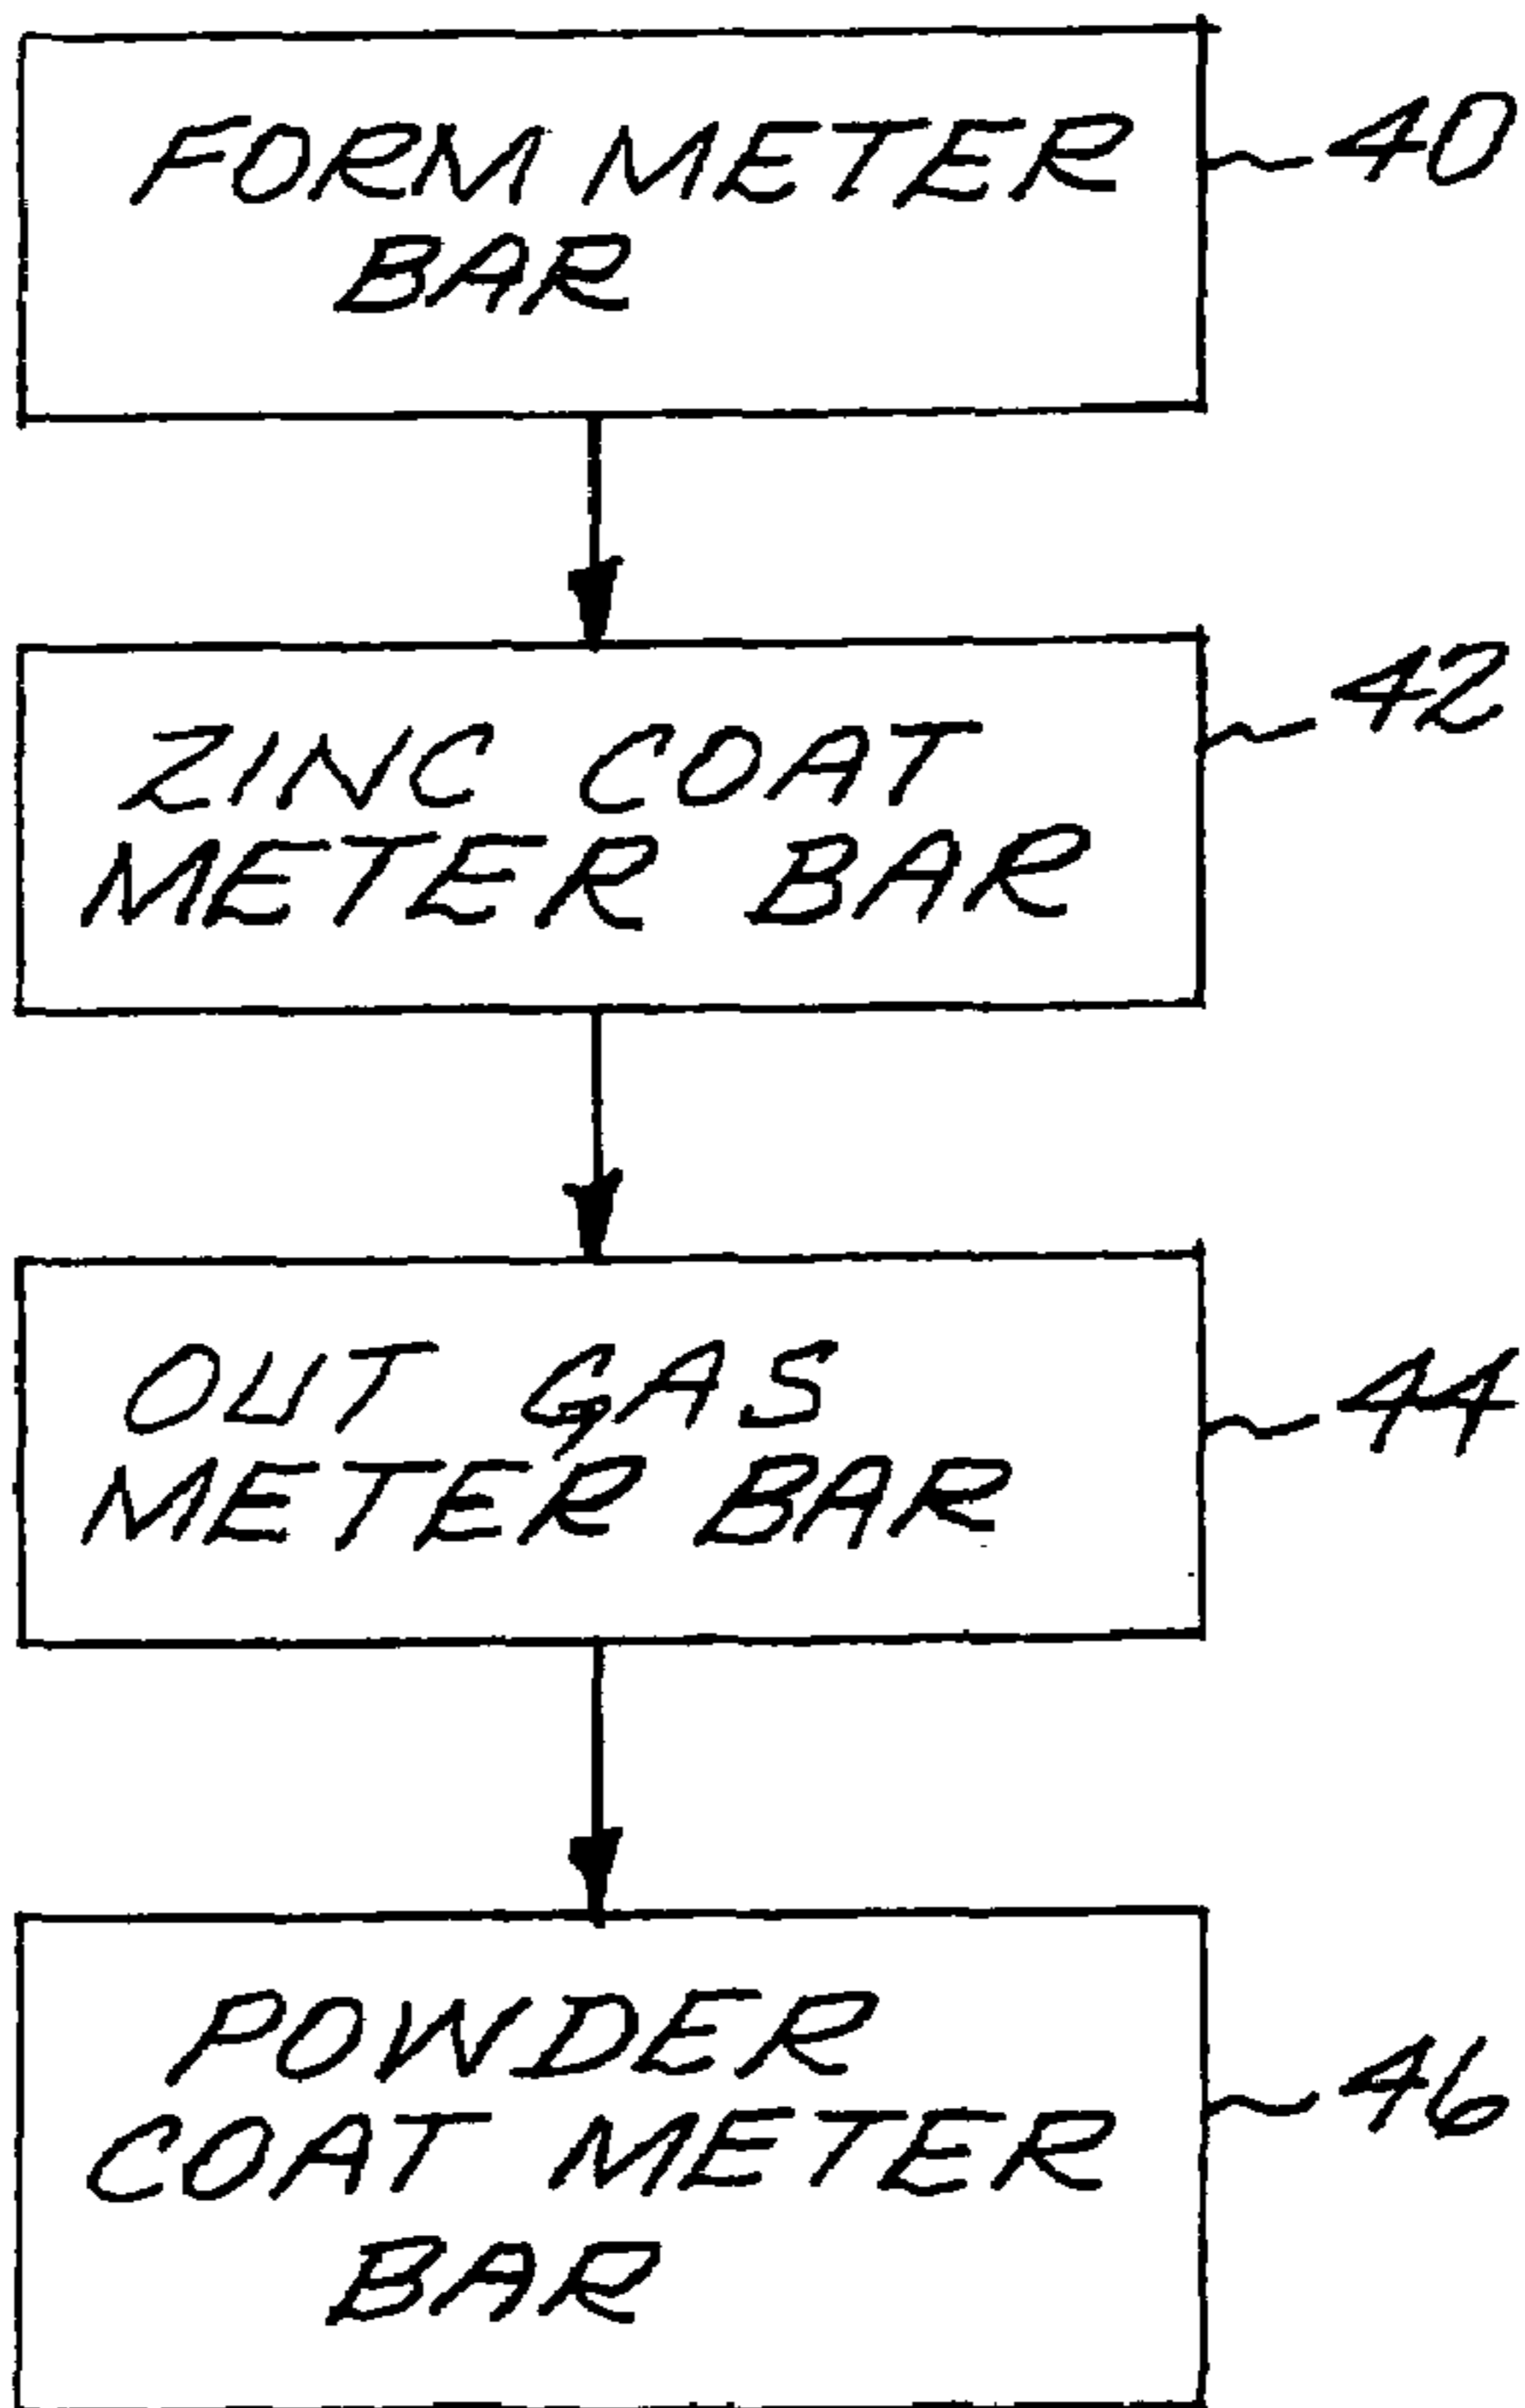 FORM METER
BAR
40
ZINC COAT
METER BAR
42
OUT GAS
METER BAR
44
POWDER
COAT METER
BAR
46